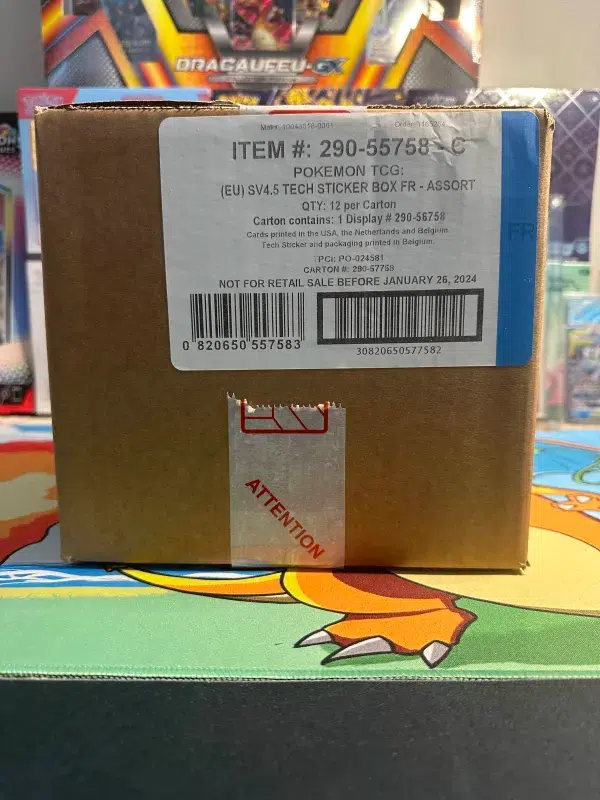 DRACAUFEU-GX
ITEM #: 290-55758 - C
POKEMON TCG:
(EU) SV4.5 TECH STICKER BOX FR - ASSORT
QTY: 12 per Carton
Carton contains: 1 Display # 290-56758
Cards printed in the USA, the Netherlands and Belgium.
Tech Sticker and packaging printed in Belgium.
PCI: PO-024581
CARTON #: 290-57758
NOT FOR RETAIL SALE BEFORE JANUARY 26, 2024
FR
0 820650 557583
30820650577582
ATTENTION